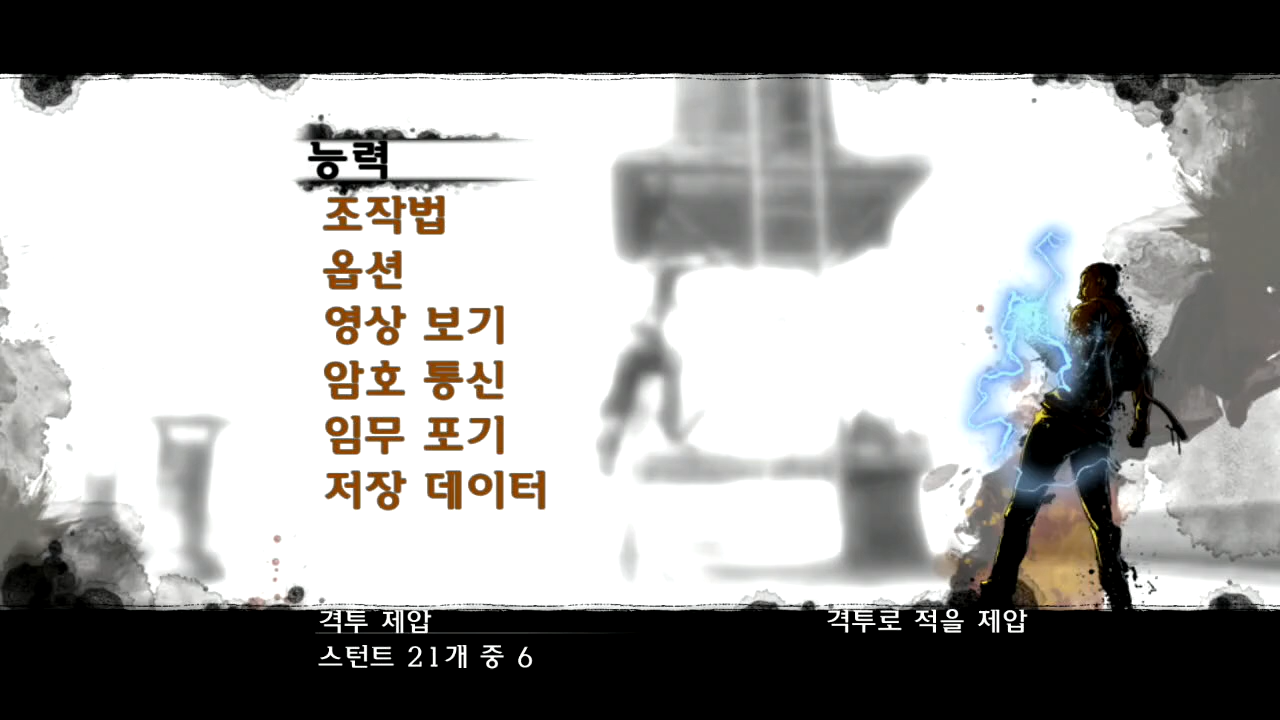 능력
조작법
옵션
영상 보기
암호 통신
임무 포기
저장 데이터
격투 제압
격투로 적을 제압
스턴트 21개 중 6